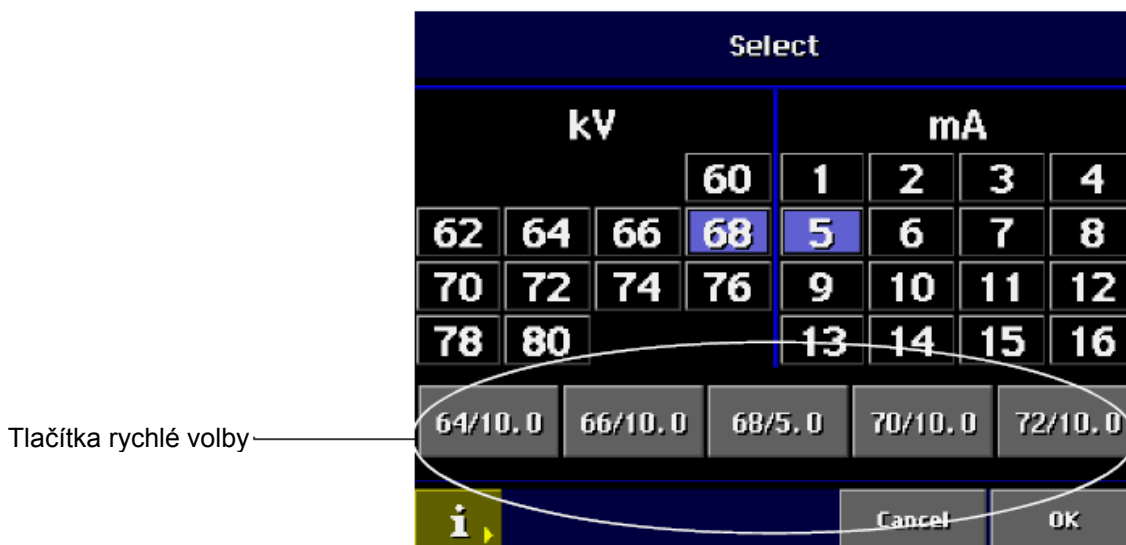 Select
kV mA
60 1 2 3 4
62 64 66 68 5 6 7 8
70 72 74 76 9 10 11 12
78 80 13 14 15 16
64/10.0 66/10.0 68/5.0 70/10.0 72/10.0
Tlačítka rychlé volby
i Cancel OK